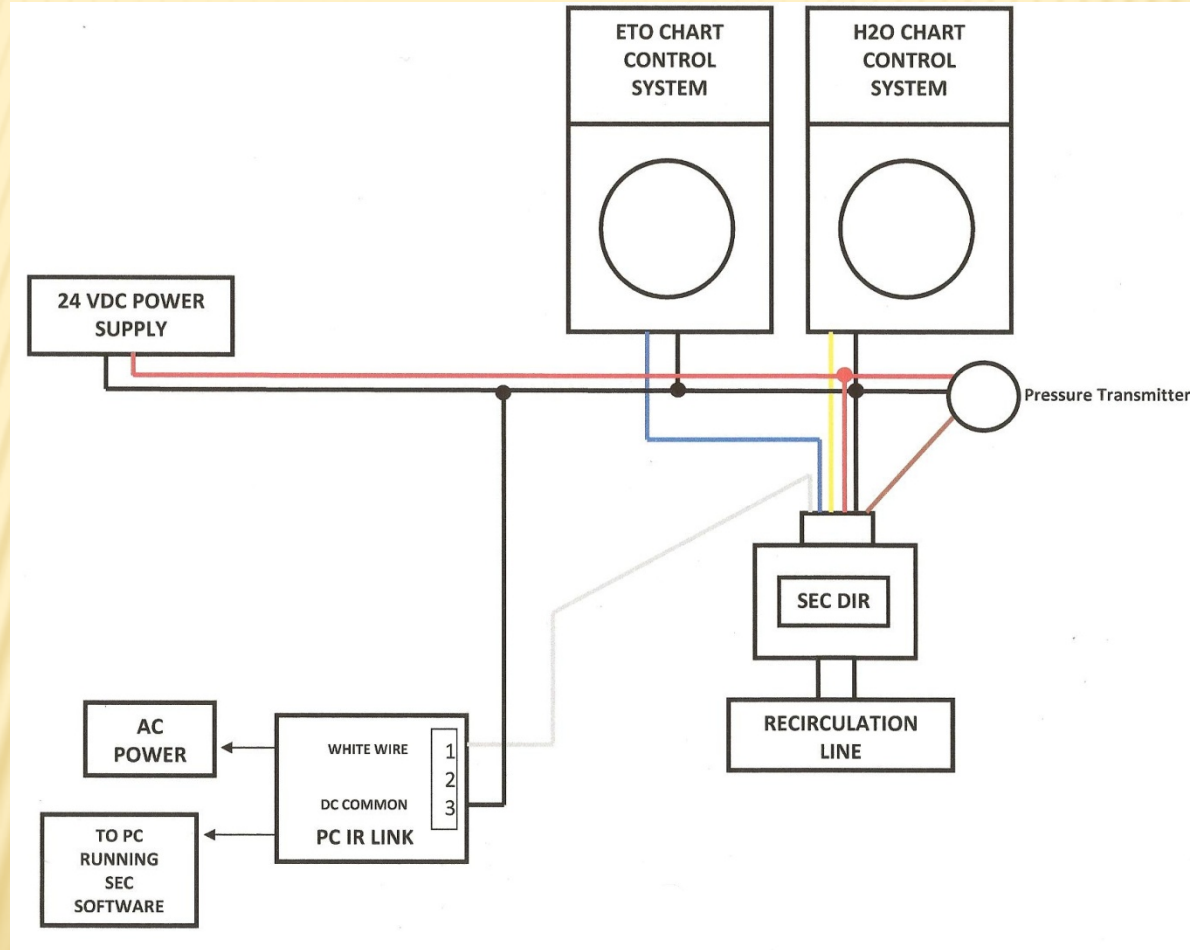 ETO CHART
CONTROL
SYSTEM
H2O CHART
CONTROL
SYSTEM
24 VDC POWER
SUPPLY
Pressure Transmitter
SEC DIR
RECIRCULATION
LINE
AC
POWER
WHITE WIRE 1
2
DC COMMON 3
PC IR LINK
TO PC
RUNNING
SEC
SOFTWARE